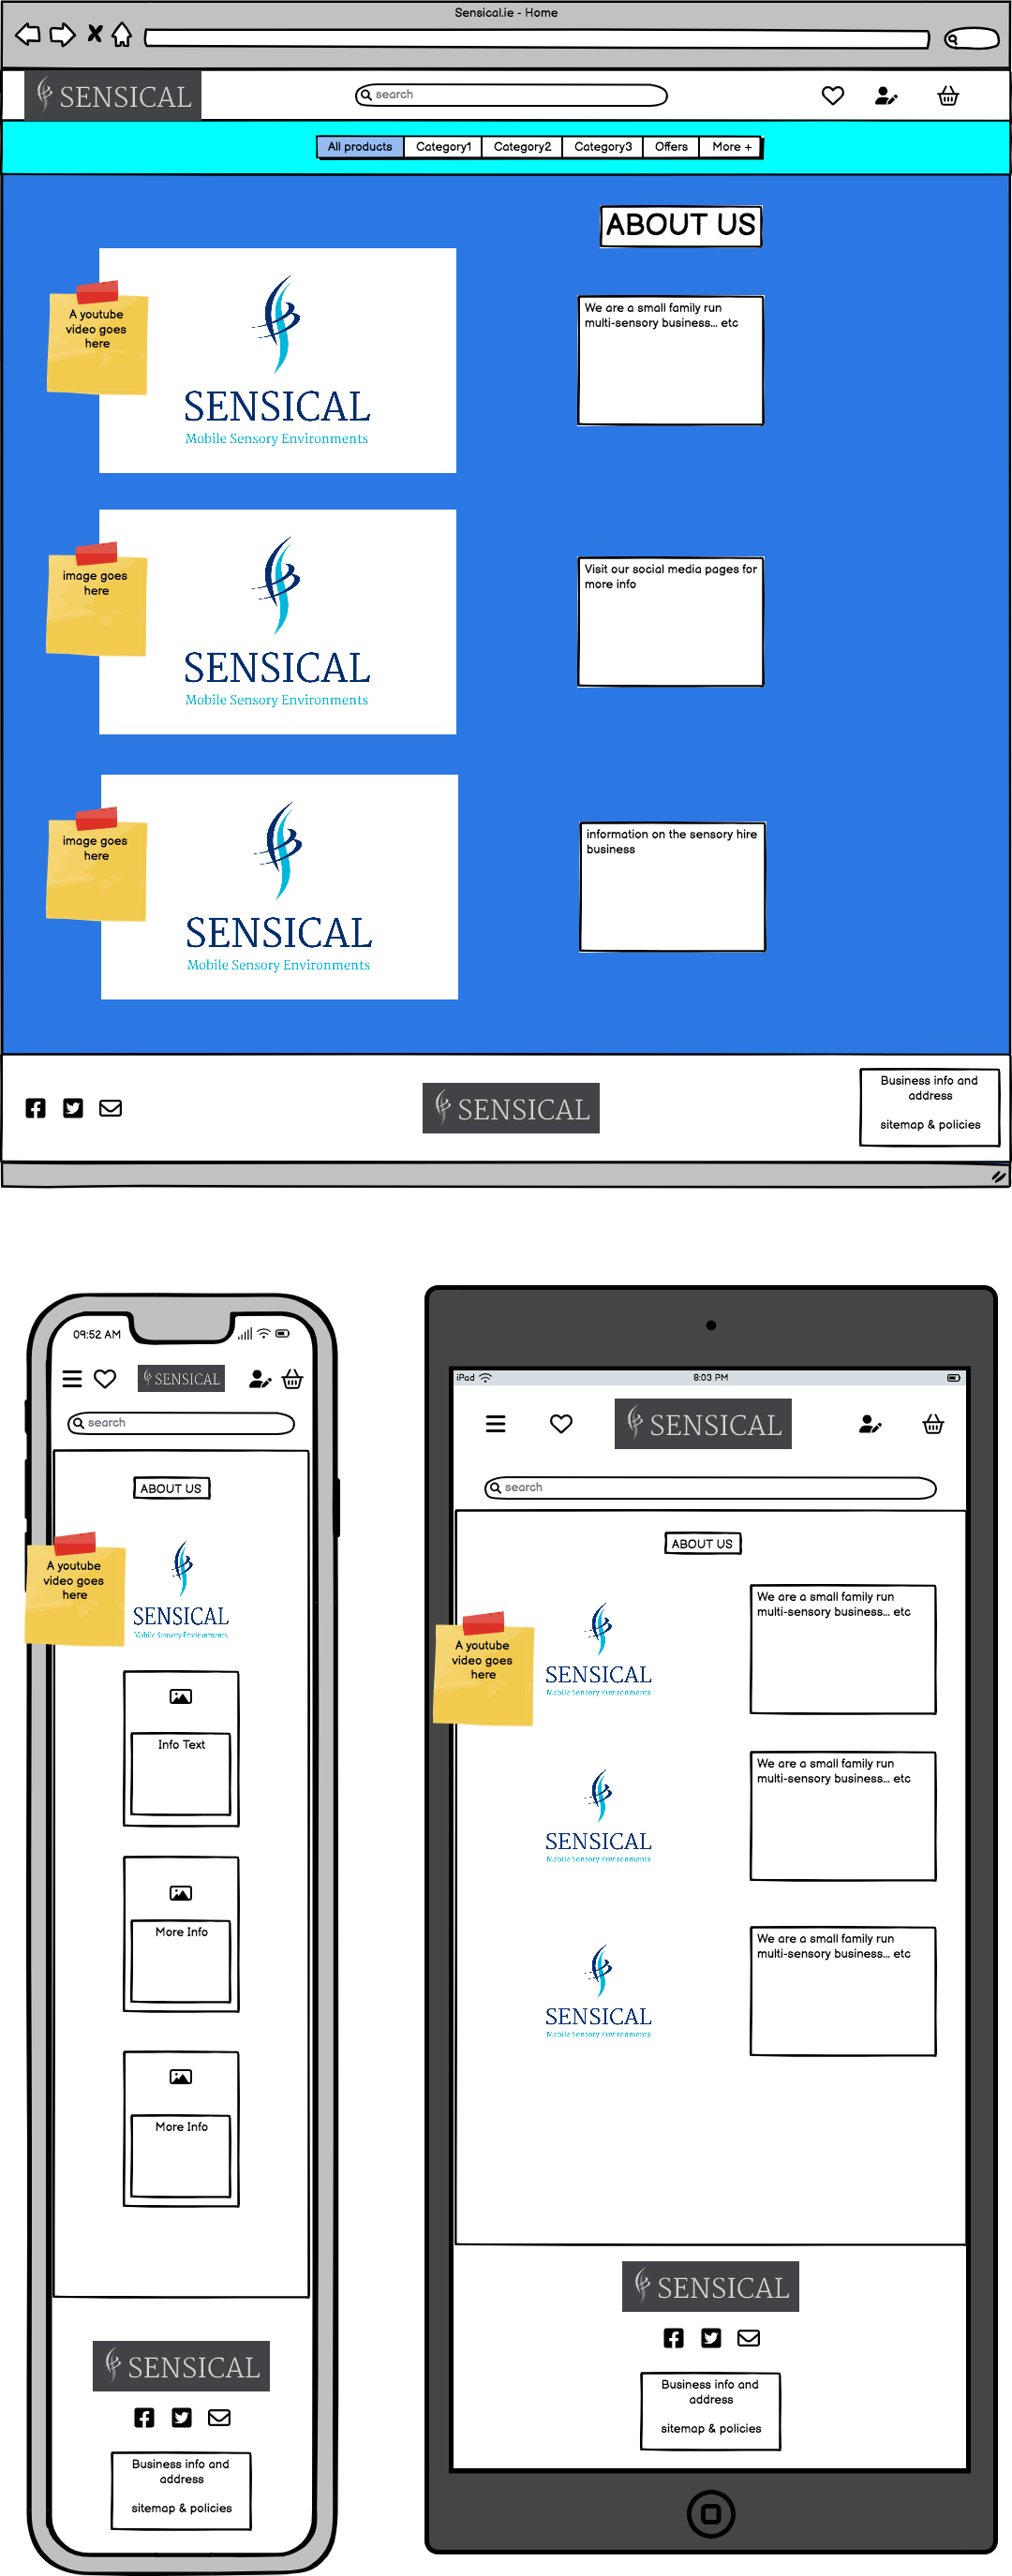 Sensical.ie - Home
SENSICAL
search
All products
Category1
Category2
Category3
Offers
More +
ABOUT US
A youtube
video goes
here
SENSICAL
Mobile Sensory Environments
We are a small family run
multi-sensory business... etc
image goes
here
SENSICAL
Mobile Sensory Environments
Visit our social media pages for
more info
image goes
here
SENSICAL
Mobile Sensory Environments
information on the sensory hire
business
SENSICAL
Business info and
address
sitemap & policies
09:52 AM
SENSICAL
search
ABOUT US
A youtube
video goes
here
SENSICAL
Mobile Sensory Environments
Info Text
More Info
More Info
SENSICAL
Business info and
address
sitemap & policies
iPad
8:03 PM
SENSICAL
search
ABOUT US
A youtube
video goes
here
SENSICAL
Mobile Sensory Environments
We are a small family run
multi-sensory business... etc
SENSICAL
Mobile Sensory Environments
We are a small family run
multi-sensory business... etc
SENSICAL
Mobile Sensory Environments
We are a small family run
multi-sensory business... etc
SENSICAL
Business info and
address
sitemap & policies